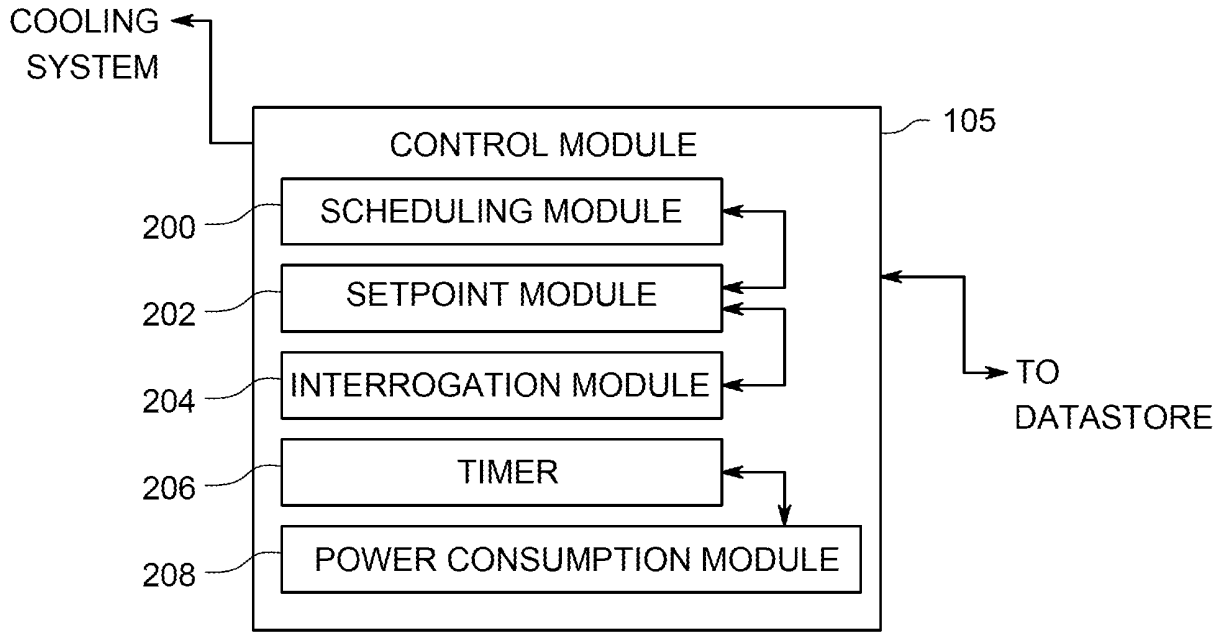 COOLING
SYSTEM
105
CONTROL MODULE
200
SCHEDULING MODULE
202
SETPOINT MODULE
204
INTERROGATION MODULE
TO
DATASTORE
206
TIMER
208
POWER CONSUMPTION MODULE